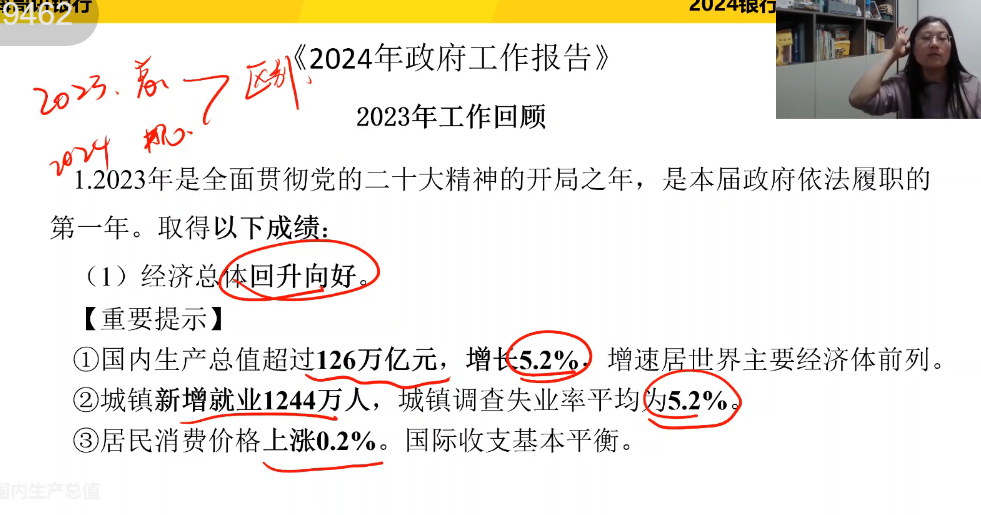 9462
2024银行
《2024年政府工作报告》
2023.
区别
2024 核心
2023年工作回顾
1.2023年是全面贯彻党的二十大精神的开局之年，是本届政府依法履职的
第一年。取得以下成绩：
（1）经济总体回升向好。
【重要提示】
①国内生产总值超过126万亿元，增长5.2%，增速居世界主要经济体前列。
②城镇新增就业1244万人，城镇调查失业率平均为5.2%。
③居民消费价格上涨0.2%。国际收支基本平衡。
国内生产总值